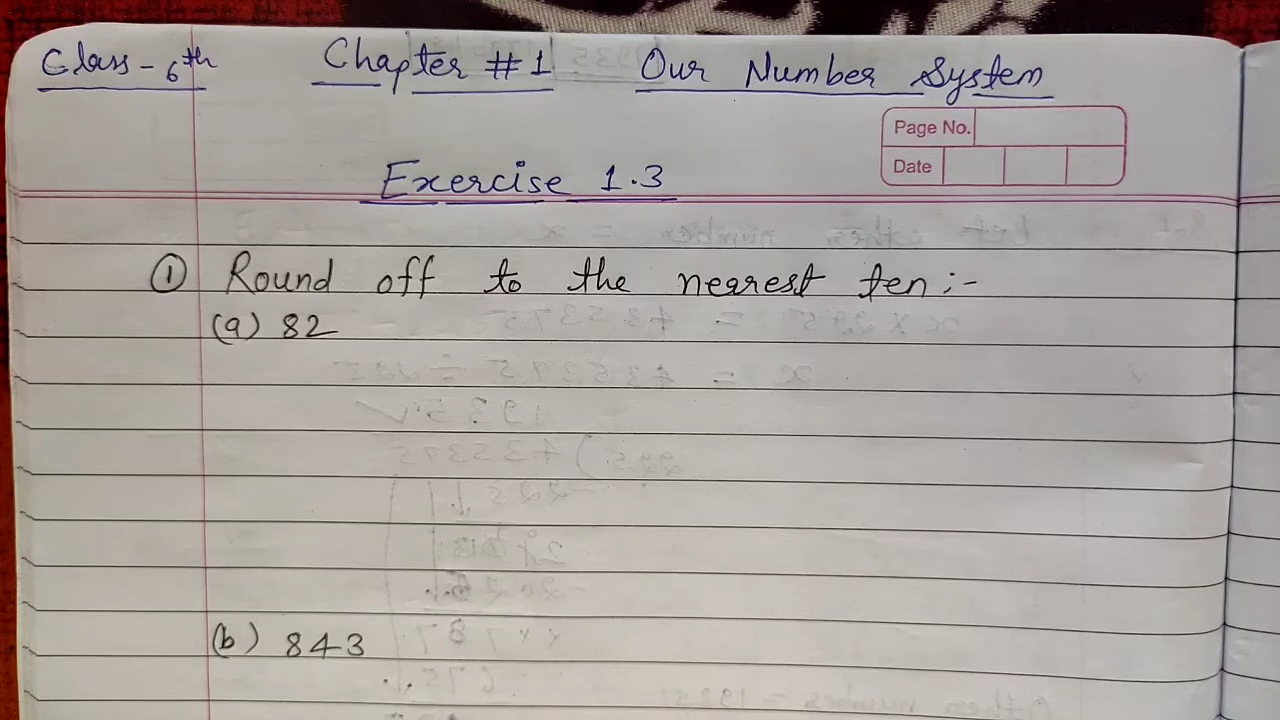 Class - 6th Chapter # 1 Our Number System
Page No.
Date
Exercise 1.3
① Round off to the nearest ten :-
(a) 82
(b) 843